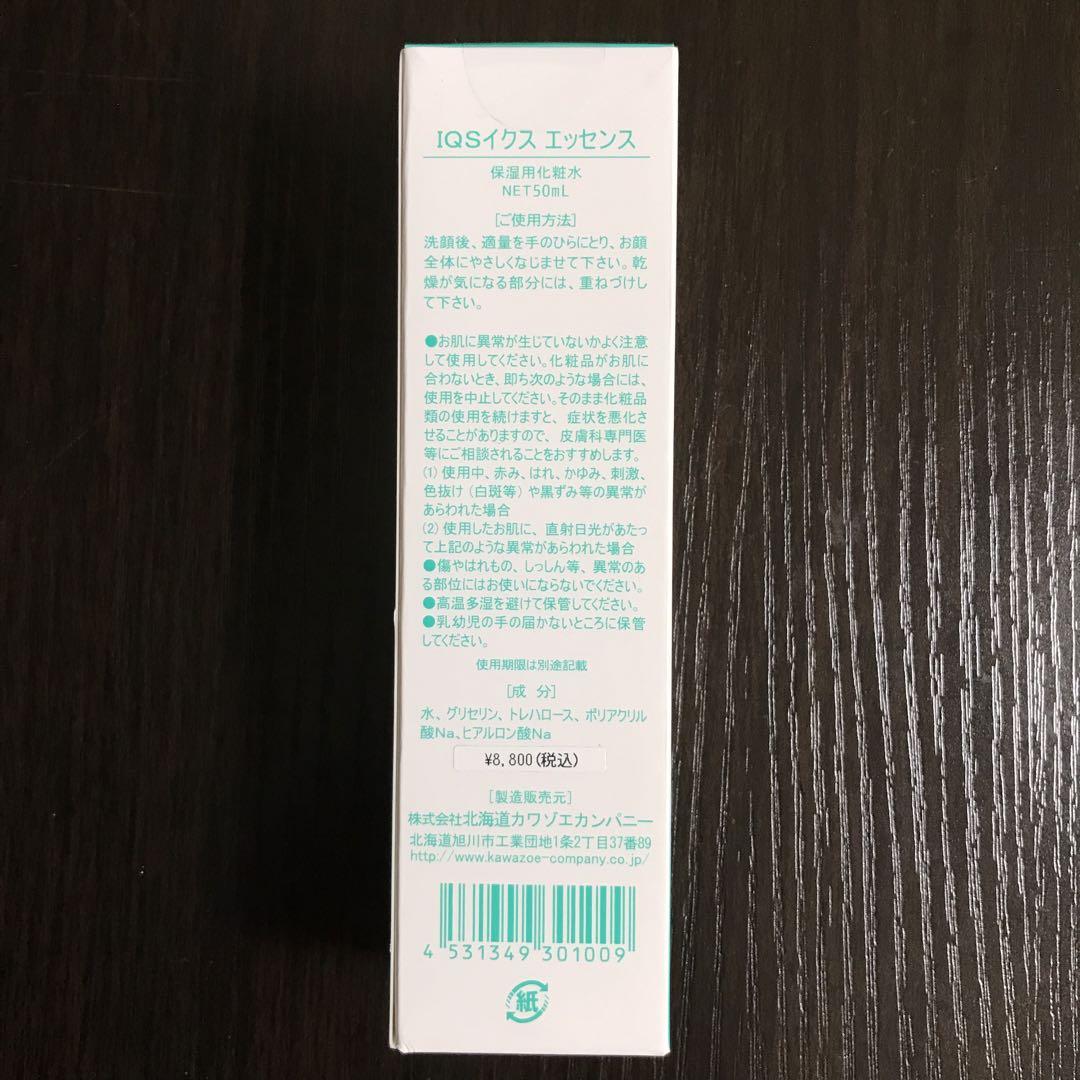 IQSイクス エッセンス
保湿用化粧水
NET50mL
[ご使用方法]
洗顔後、適量を手のひらにとり、お顔
全体にやさしくなじませて下さい。乾
燥が気になる部分には、重ねづけし
て下さい。
●お肌に異常が生じていないかよく注意
して使用してください。化粧品がお肌に
合わないとき、即ち次のような場合には、
使用を中止してください。そのまま化粧品
類の使用を続けますと、症状を悪化さ
せることがありますので、皮膚科専門医
等にご相談されることをおすすめします。
(1) 使用中、赤み、はれ、かゆみ、刺激、
色抜け（白斑等）や黒ずみ等の異常が
あらわれた場合
(2) 使用したお肌に、直射日光があたっ
て上記のような異常があらわれた場合
●傷やはれもの、しっしん等、異常のあ
る部位にはお使いにならないでください。
●高温多湿を避けて保管してください。
●乳幼児の手の届かないところに保管
してください。
使用期限は別途記載
[成 分]
水、グリセリン、トレハロース、ポリアクリル
酸Na、ヒアルロン酸Na
¥8,800(税込)
[製造販売元]
株式会社北海道カワゾエカンパニー
北海道旭川市工業団地1条2丁目37番89
http://www.kawazoe-company.co.jp/
4 531349 301009
紙